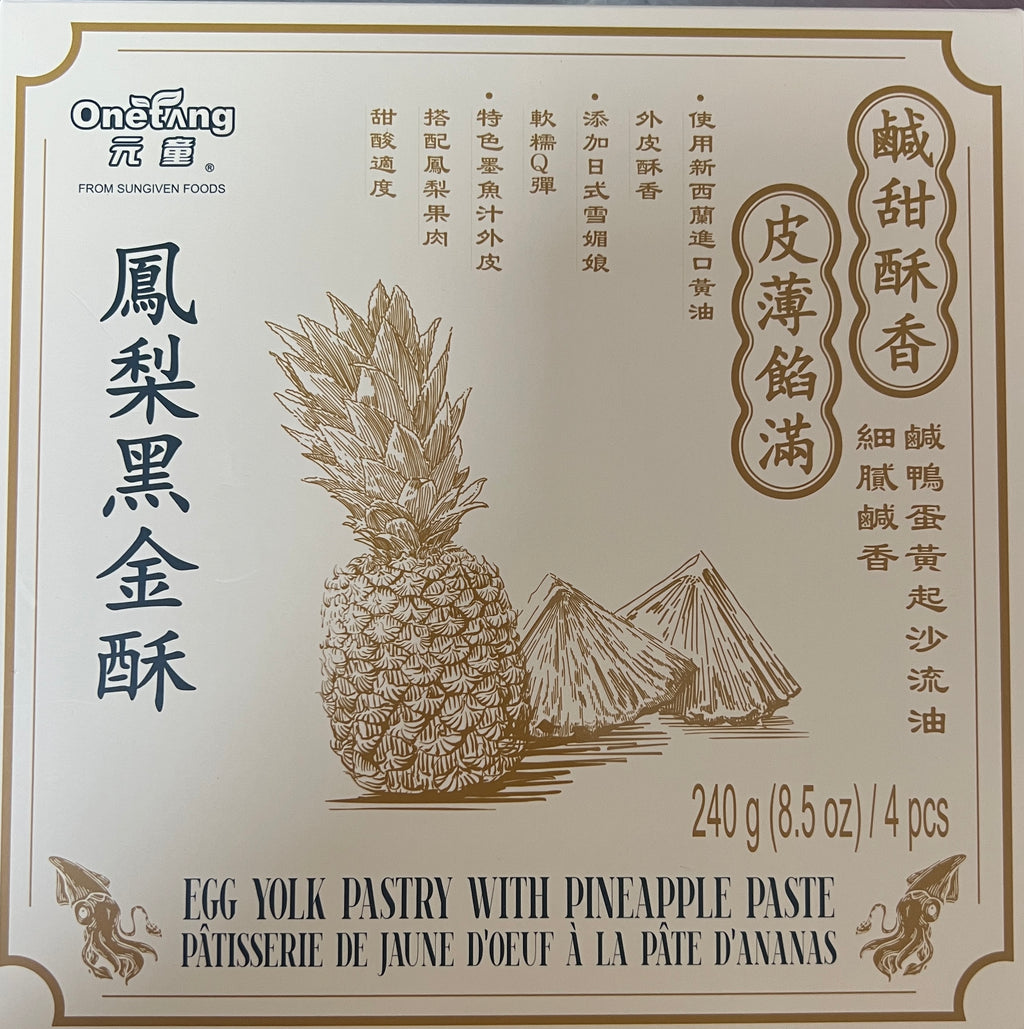 Onetang
元童®
FROM SUNGIVEN FOODS
鹹甜酥香
皮薄餡滿
鹹鴨蛋黃起沙流油
細膩鹹香
•使用新西蘭進口黃油
外皮酥香
•添加日式雪媚娘
軟糯Q彈
•特色墨魚汁外皮
搭配鳳梨果肉
甜酸適度
鳳梨黑金酥
240 g (8.5 oz) / 4 pcs
EGG YOLK PASTRY WITH PINEAPPLE PASTE
PÂTISSERIE DE JAUNE D'OEUF À LA PÂTE D'ANANAS